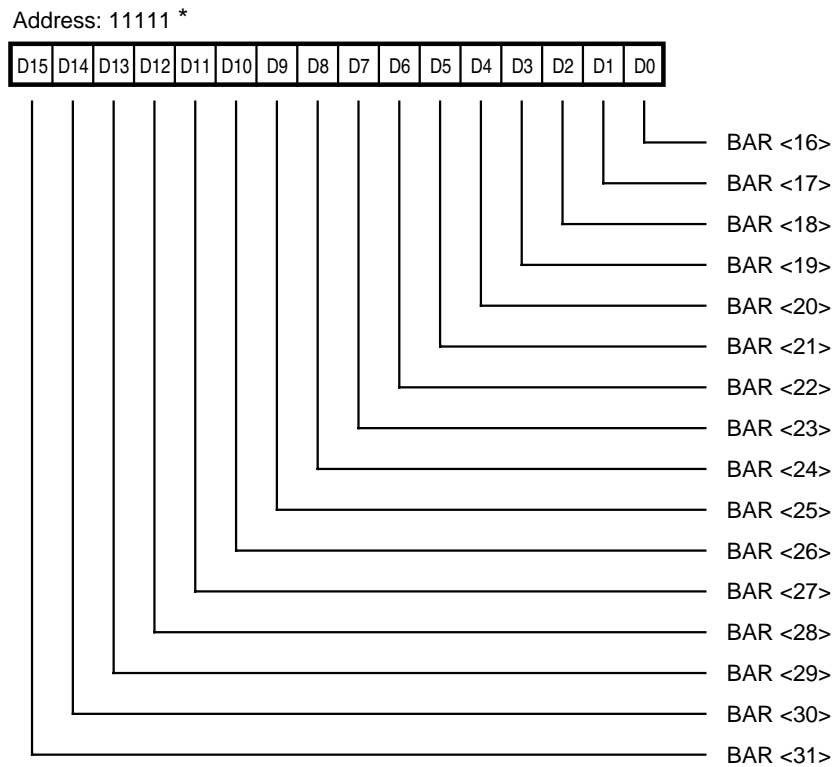 Address: 11111 *
D15 D14 D13 D12 D11 D10 D9 D8 D7 D6 D5 D4 D3 D2 D1 D0
BAR <16>
BAR <17>
BAR <18>
BAR <19>
BAR <20>
BAR <21>
BAR <22>
BAR <23>
BAR <24>
BAR <25>
BAR <26>
BAR <27>
BAR <28>
BAR <29>
BAR <30>
BAR <31>